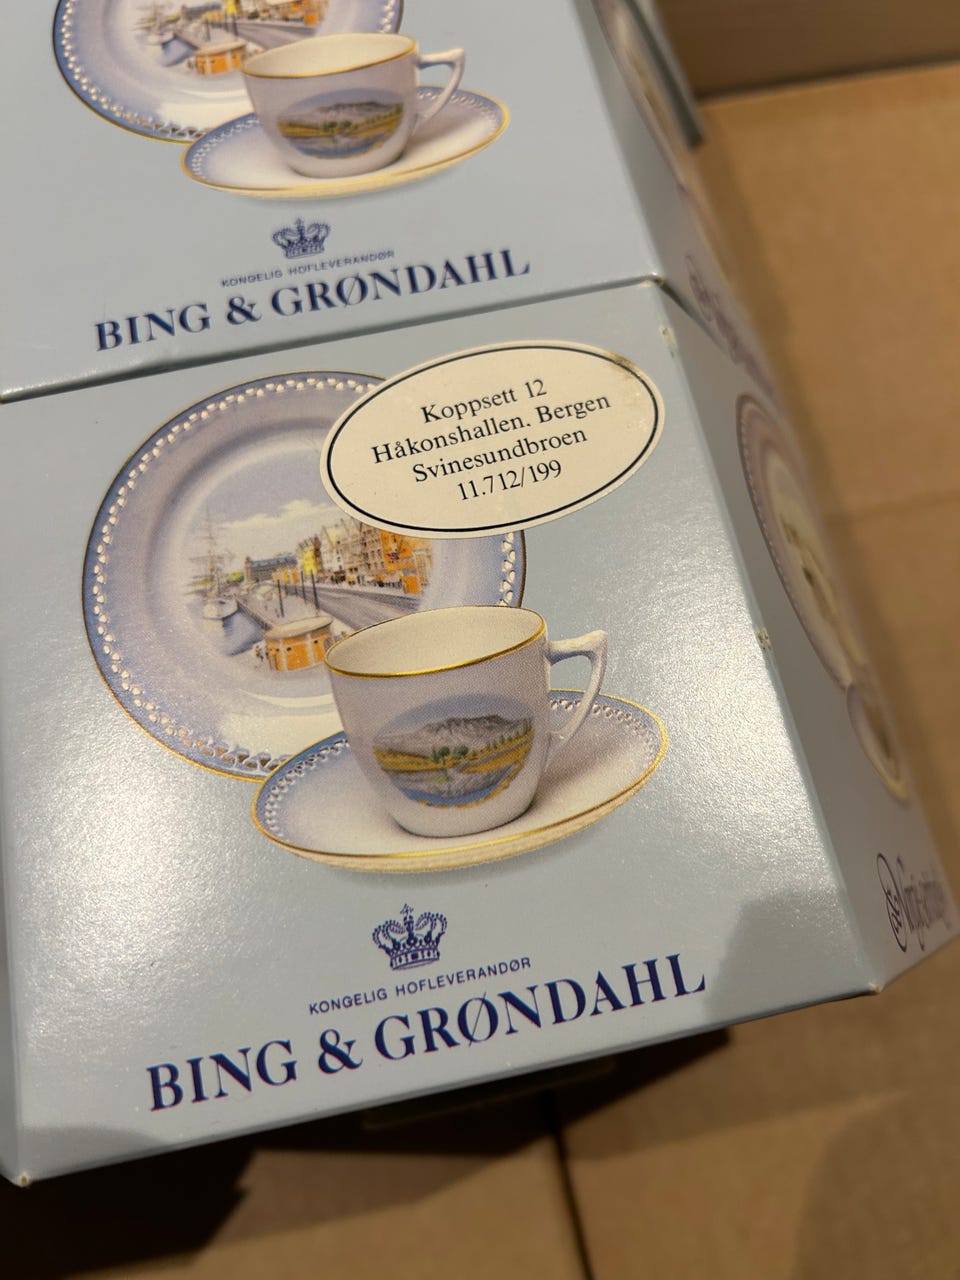 KONGELIG HOFLEVERANDØR
BING & GRØNDAHL
Koppsett 12
Håkonshallen. Bergen
Svinesundbroen
11.712/199
KONGELIG HOFLEVERANDØR
BING & GRØNDAHL